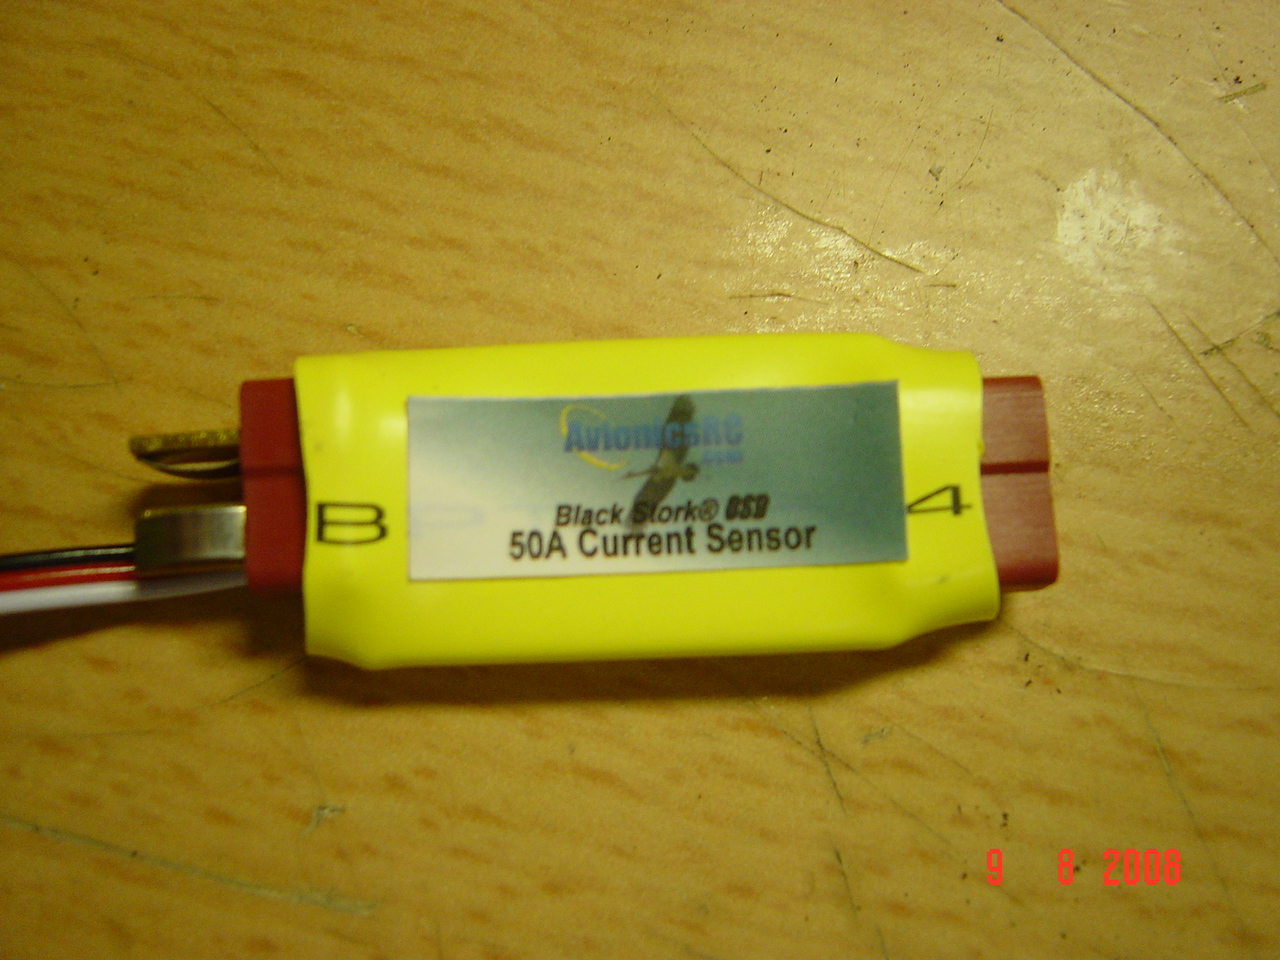 AvionicsRC
.com
Black Stork® OSD
50A Current Sensor
B
4
9 8 2008